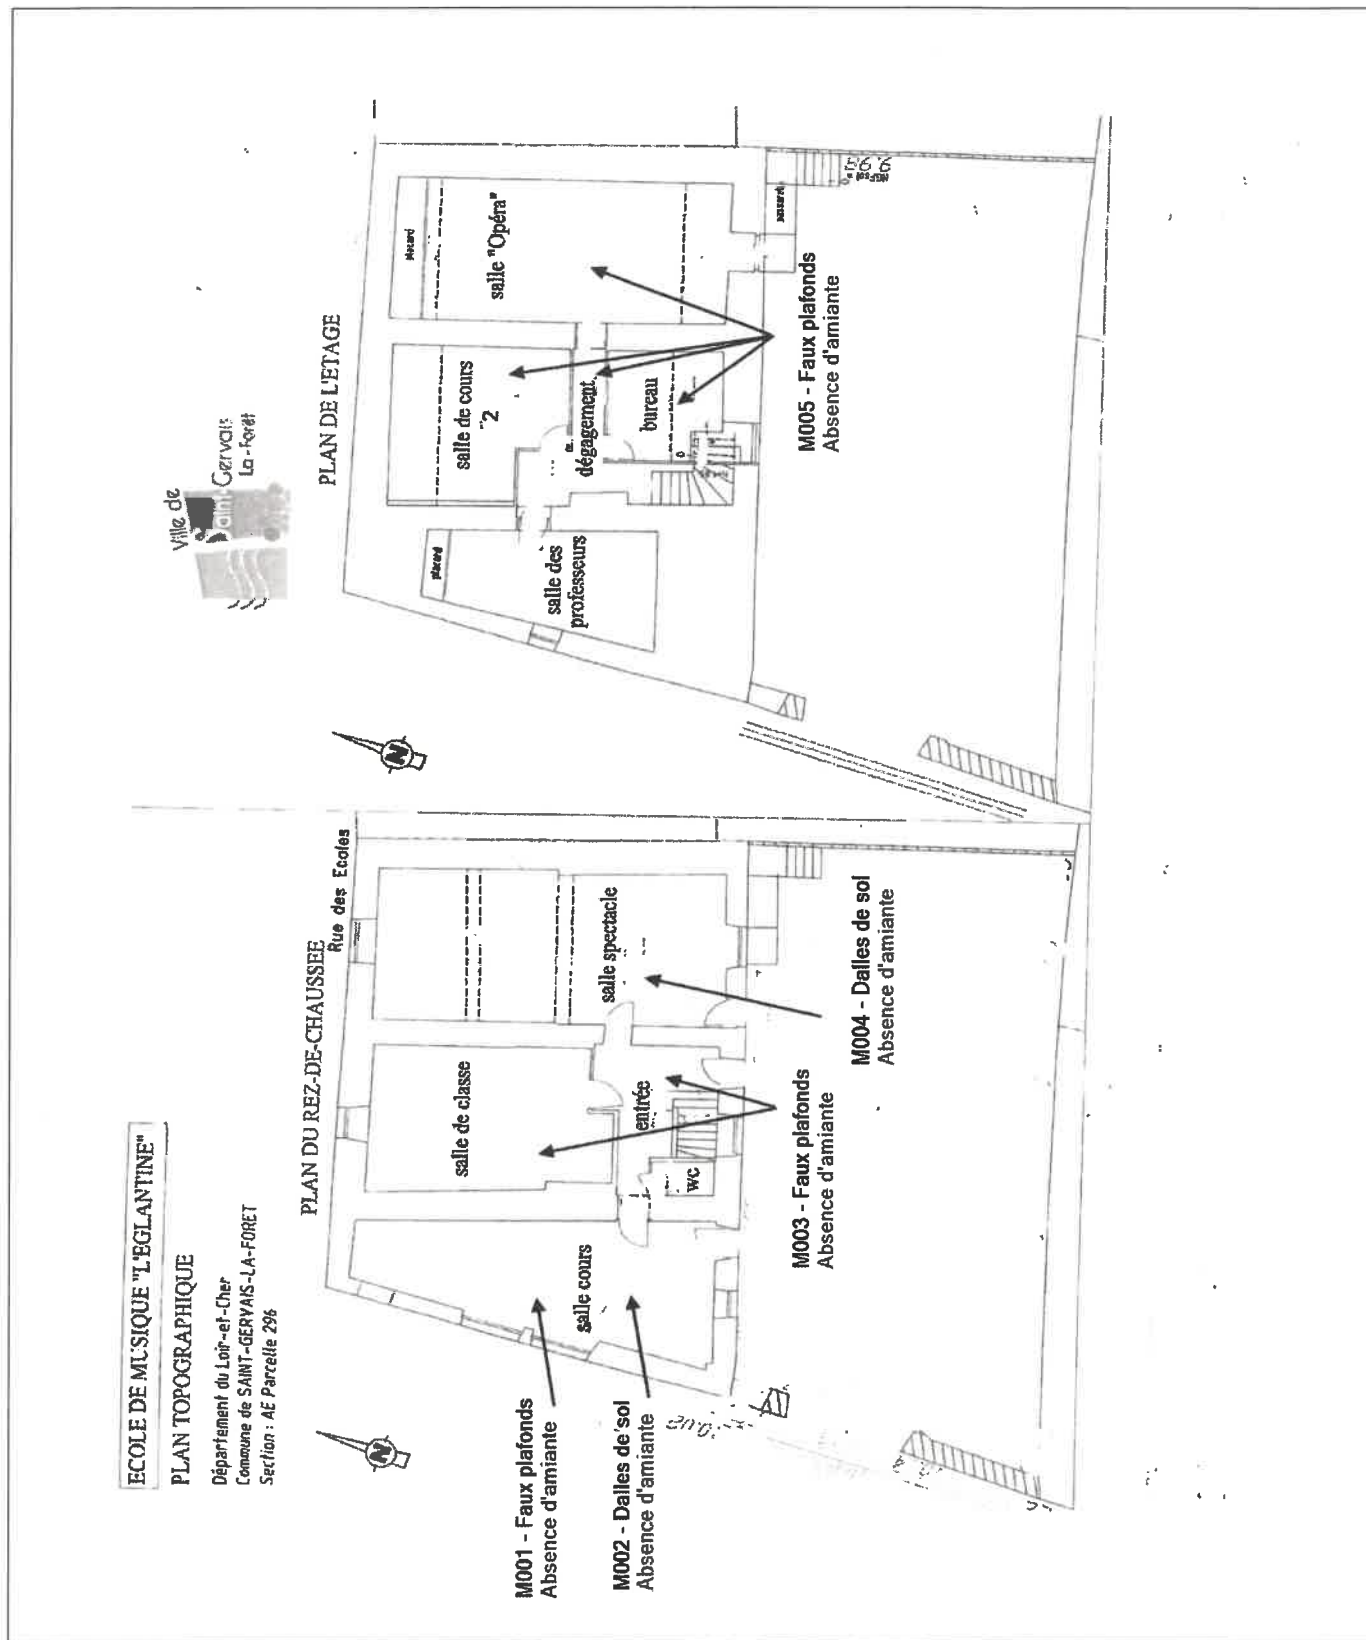 ECOLE DE MUSIQUE "L'EGLANTINE"
PLAN TOPOGRAPHIQUE
Département du Loir-et-Cher
Commune de SAINT-GERVAIS-LA-FORET
Section : AE Parcelle 296
Ville de
Saint Gervais
La-Forêt
PLAN DU REZ-DE-CHAUSSEE
Rue des Ecoles
N
salle de classe
salle spectacle
salle cours
entrée
wc
M001 - Faux plafonds
Absence d'amiante
M002 - Dalles de sol
Absence d'amiante
M003 - Faux plafonds
Absence d'amiante
M004 - Dalles de sol
Absence d'amiante
PLAN DE L'ETAGE
N
placard
placard
salle "Opéra"
salle de cours
2
dégagement
bureau
salle des
professeurs
M005 - Faux plafonds
Absence d'amiante